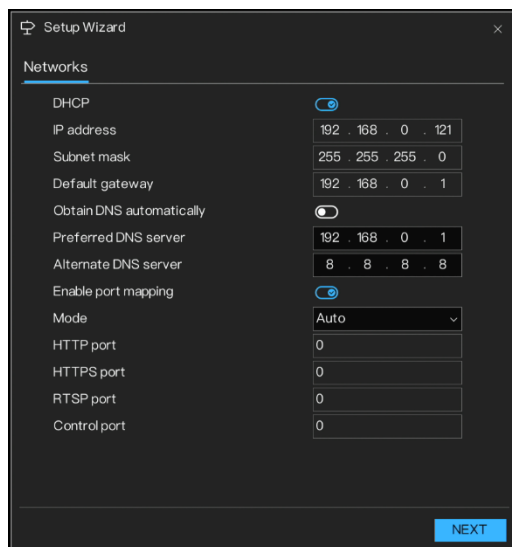 Setup Wizard
Networks
DHCP
IP address 192 . 168 . 0 . 121
Subnet mask 255 . 255 . 255 . 0
Default gateway 192 . 168 . 0 . 1
Obtain DNS automatically
Preferred DNS server 192 . 168 . 0 . 1
Alternate DNS server 8 . 8 . 8 . 8
Enable port mapping
Mode Auto
HTTP port 0
HTTPS port 0
RTSP port 0
Control port 0
NEXT